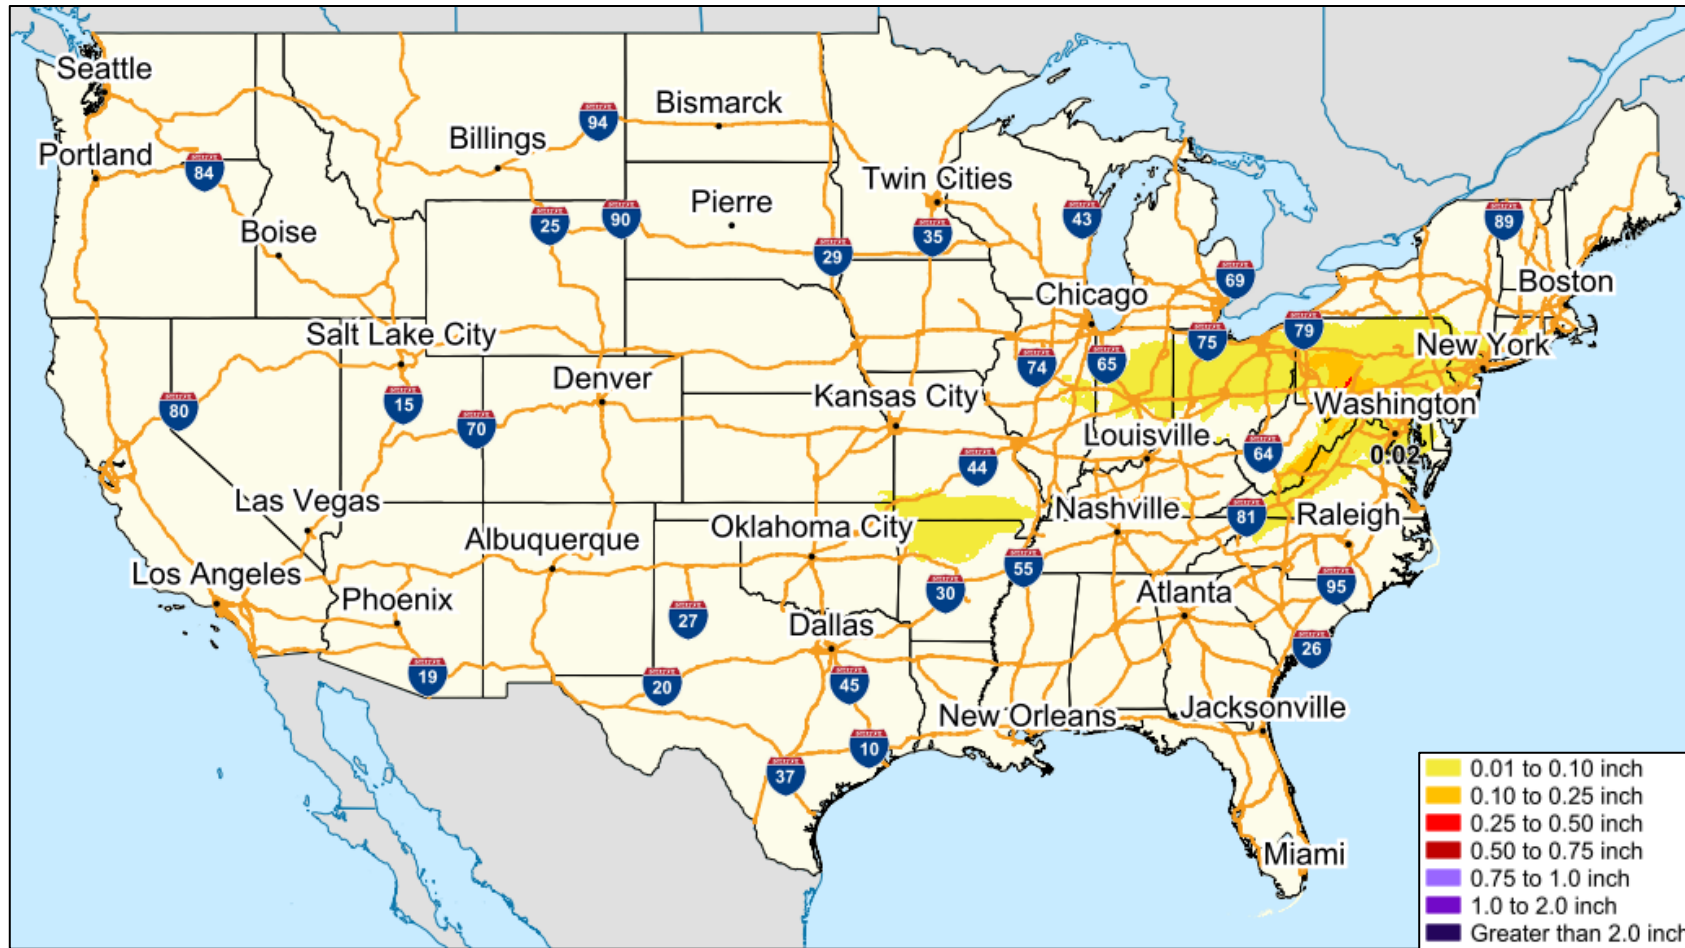 Seattle
Portland
84
Boise
Billings
94
Bismarck
Pierre
25
90
Twin Cities
35
29
43
69
89
Boston
Chicago
Salt Lake City
Denver
15
80
70
Kansas City
74
65
75
79
New York
Washington
0.02
Louisville
64
44
Las Vegas
Albuquerque
Oklahoma City
Nashville
81
Raleigh
Los Angeles
Phoenix
27
30
55
Atlanta
95
Dallas
26
19
20
45
New Orleans
Jacksonville
10
37
Miami
0.01 to 0.10 inch
0.10 to 0.25 inch
0.25 to 0.50 inch
0.50 to 0.75 inch
0.75 to 1.0 inch
1.0 to 2.0 inch
Greater than 2.0 inch